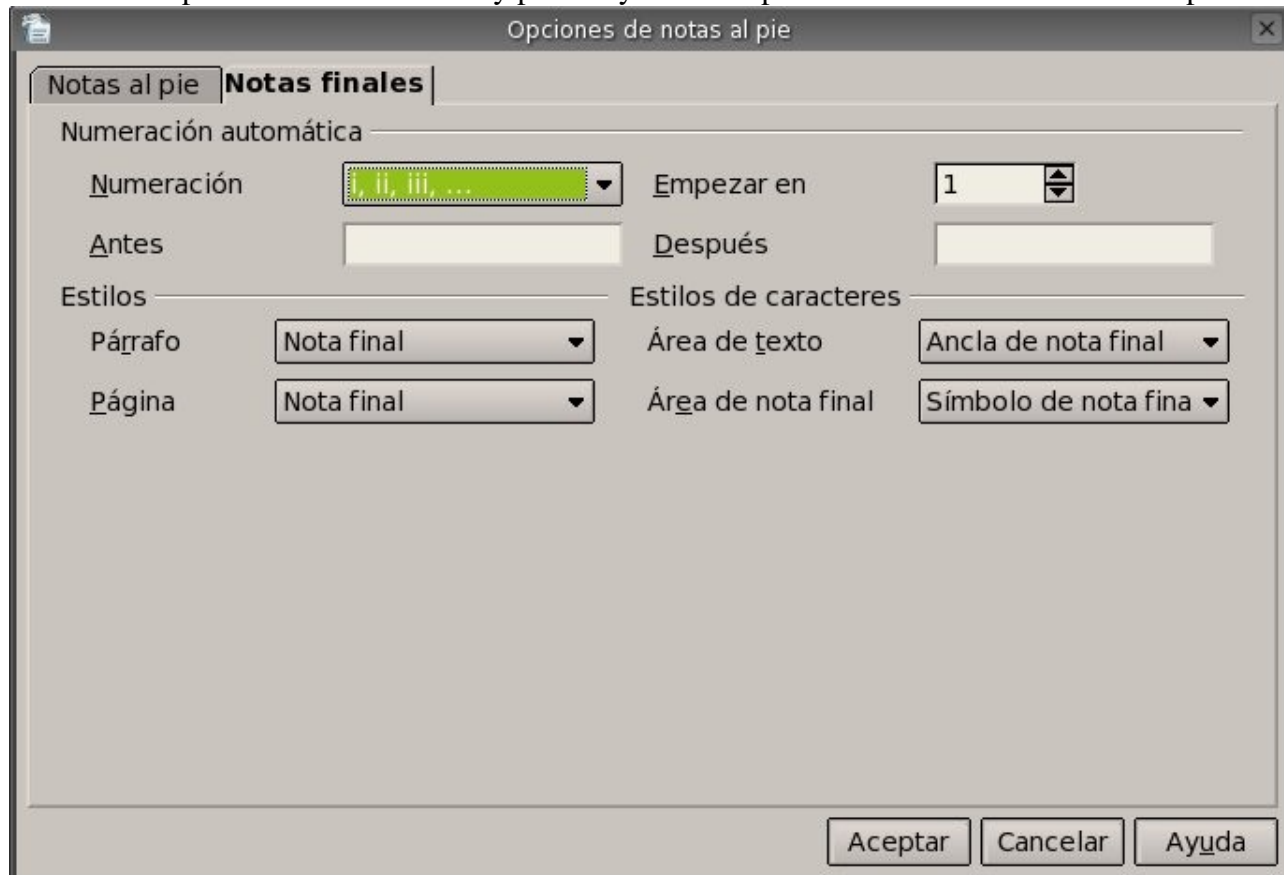 Opciones de notas al pie
Notas al pie Notas finales
Numeración automática
Numeración i, ii, iii, ... Empezar en 1
Antes Después
Estilos Estilos de caracteres
Párrafo Nota final Área de texto Ancla de nota final
Página Nota final Área de nota final Símbolo de nota fina
Aceptar Cancelar Ayuda